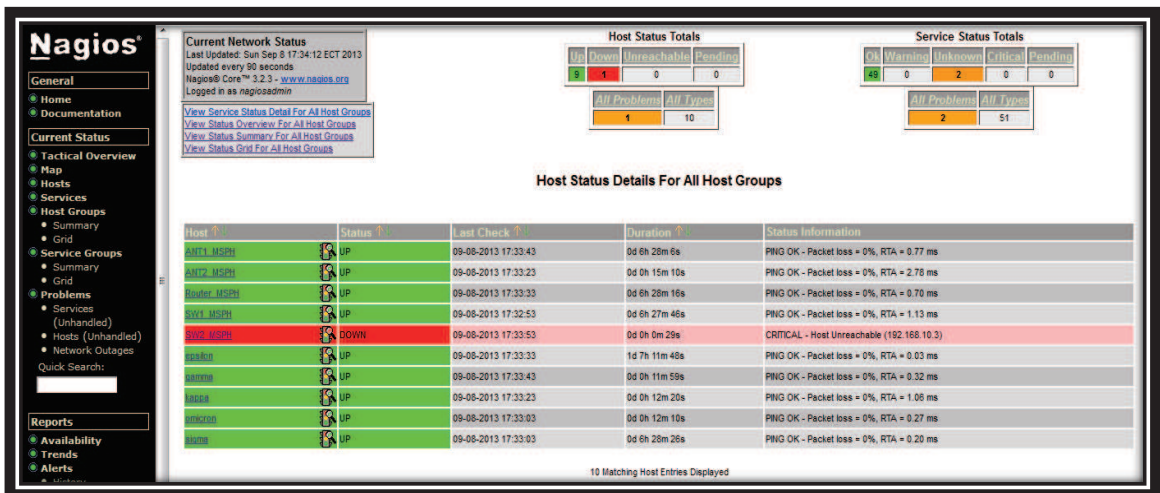 Nagios®
General
Home
Documentation
Current Status
Tactical Overview
Map
Hosts
Services
Host Groups
Summary
Grid
Service Groups
Summary
Grid
Problems
Services
(Unhandled)
Hosts (Unhandled)
Network Outages
Quick Search:
Reports
Availability
Trends
Alerts
History
Current Network Status
Last Updated: Sun Sep 8 17:34:12 ECT 2013
Updated every 90 seconds
Nagios® Core™ 3.2.3 - www.nagios.org
Logged in as nagiosadmin
View Service Status Detail For All Host Groups
View Status Overview For All Host Groups
View Status Summary For All Host Groups
View Status Grid For All Host Groups
Host Status Totals
Up Down Unreachable Pending
9 1 0 0
All Problems All Types
1 10
Service Status Totals
Ok Warning Unknown Critical Pending
49 0 2 0 0
All Problems All Types
2 51
Host Status Details For All Host Groups
Host Status Last Check Duration Status Information
ANT1_MSPH UP 09-08-2013 17:33:43 0d 6h 28m 6s PING OK - Packet loss = 0%, RTA = 0.77 ms
ANT2_MSPH UP 09-08-2013 17:33:23 0d 0h 15m 10s PING OK - Packet loss = 0%, RTA = 2.78 ms
Router_MSPH UP 09-08-2013 17:33:33 0d 6h 28m 16s PING OK - Packet loss = 0%, RTA = 0.70 ms
SW1_MSPH UP 09-08-2013 17:32:53 0d 6h 27m 46s PING OK - Packet loss = 0%, RTA = 1.13 ms
SW2_MSPH DOWN 09-08-2013 17:33:53 0d 0h 0m 29s CRITICAL - Host Unreachable (192.168.10.3)
epsilon UP 09-08-2013 17:33:33 1d 7h 11m 48s PING OK - Packet loss = 0%, RTA = 0.03 ms
gamma UP 09-08-2013 17:33:43 0d 0h 11m 59s PING OK - Packet loss = 0%, RTA = 0.32 ms
kappa UP 09-08-2013 17:33:23 0d 0h 12m 20s PING OK - Packet loss = 0%, RTA = 1.06 ms
omicron UP 09-08-2013 17:33:03 0d 0h 12m 10s PING OK - Packet loss = 0%, RTA = 0.27 ms
sigma UP 09-08-2013 17:33:03 0d 6h 28m 26s PING OK - Packet loss = 0%, RTA = 0.20 ms
10 Matching Host Entries Displayed